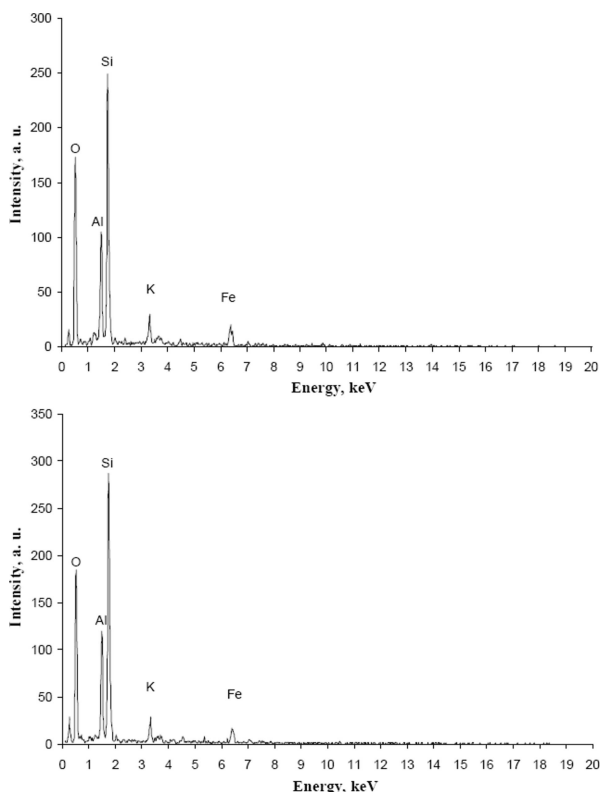 300
Si
250
200
Intensity, a. u.
O
150
Al
100
50
K
Fe
0
0 1 2 3 4 5 6 7 8 9 10 11 12 13 14 15 16 17 18 19 20
Energy, keV
350
300
Si
250
Intensity, a. u.
200
O
150
Al
100
K
Fe
50
0
0 1 2 3 4 5 6 7 8 9 10 11 12 13 14 15 16 17 18 19 20
Energy, keV